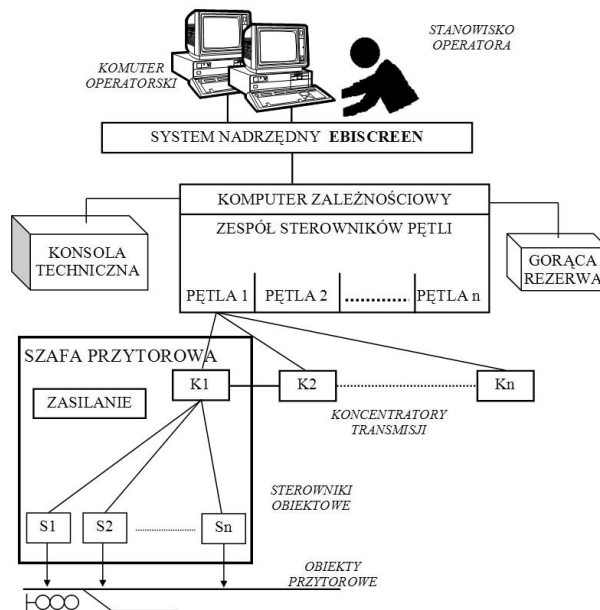 STANOWISKO
OPERATORA
KOMUTER
OPERATORSKI
SYSTEM NADRZĘDNY EBISCREEN
KOMPUTER ZALEŻNOŚCIOWY
ZESPÓŁ STEROWNIKÓW PĘTLI
KONSOLA
TECHNICZNA
GORĄCA
REZERWA
PĘTLA 1 PĘTLA 2 PĘTLA n
SZAFA PRZYTOROWA
K1 K2 Kn
ZASILANIE
KONCENTRATORY
TRANSMISJI
STEROWNIKI
OBIEKTOWE
S1 S2 Sn
OBIEKTY
PRZYTOROWE